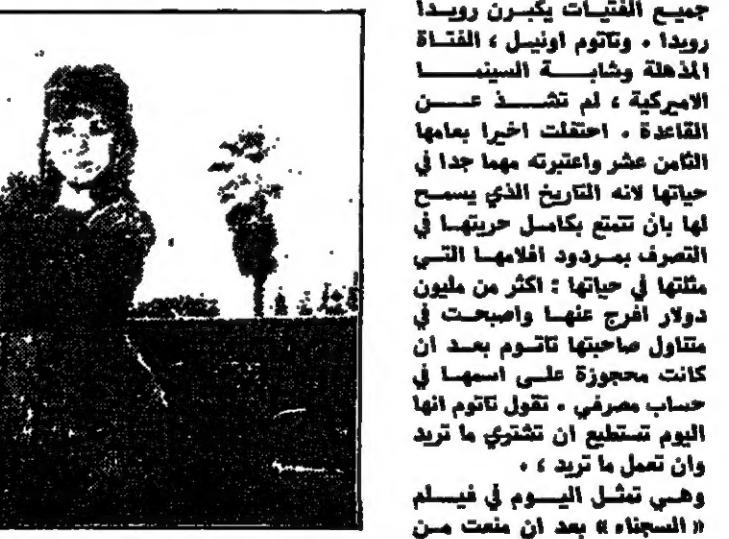 جميع الفتيات يكبرن رويدا
رويدا . وتاتوم اونيل ، الفتاة
المذهلة وشابة السينما
الاميركية ، لم تشذ عن
القاعدة . احتفلت اخيرا بعامها
الثامن عشر واعتبرته مهما جدا في
حياتها لانه التاريخ الذي يسمح
لها بان تتمتع بكامل حريتها في
التصرف بمردود افلامها التي
مثلتها في حياتها : اكثر من مليون
دولار افرج عنها واصبحت في
متناول صاحبتها تاتوم بعد ان
كانت محجوزة على اسمها في
حساب مصرفي . تقول تاتوم انها
اليوم تستطيع ان تشتري ما تريد
وان تعمل ما تريد ، .
وهي تمثل اليوم في فيلم
« السجناء » بعد ان منعت من